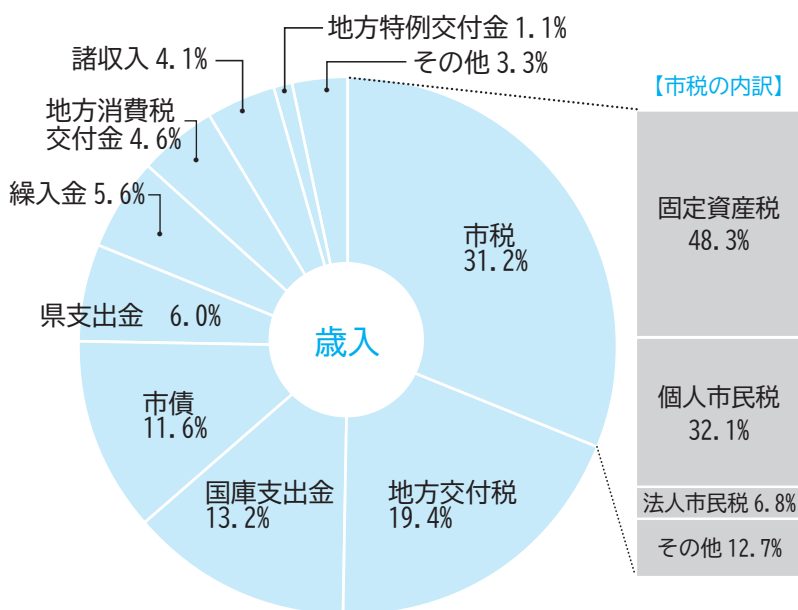 地方特例交付金 1.1%
諸収入 4.1%
その他 3.3%
【市税の内訳】
地方消費税
交付金 4.6%
繰入金 5.6%
県支出金 6.0%
市債
11.6%
国庫支出金
13.2%
地方交付税
19.4%
市税
31.2%
歳入
固定資産税
48.3%
個人市民税
32.1%
法人市民税 6.8%
その他 12.7%